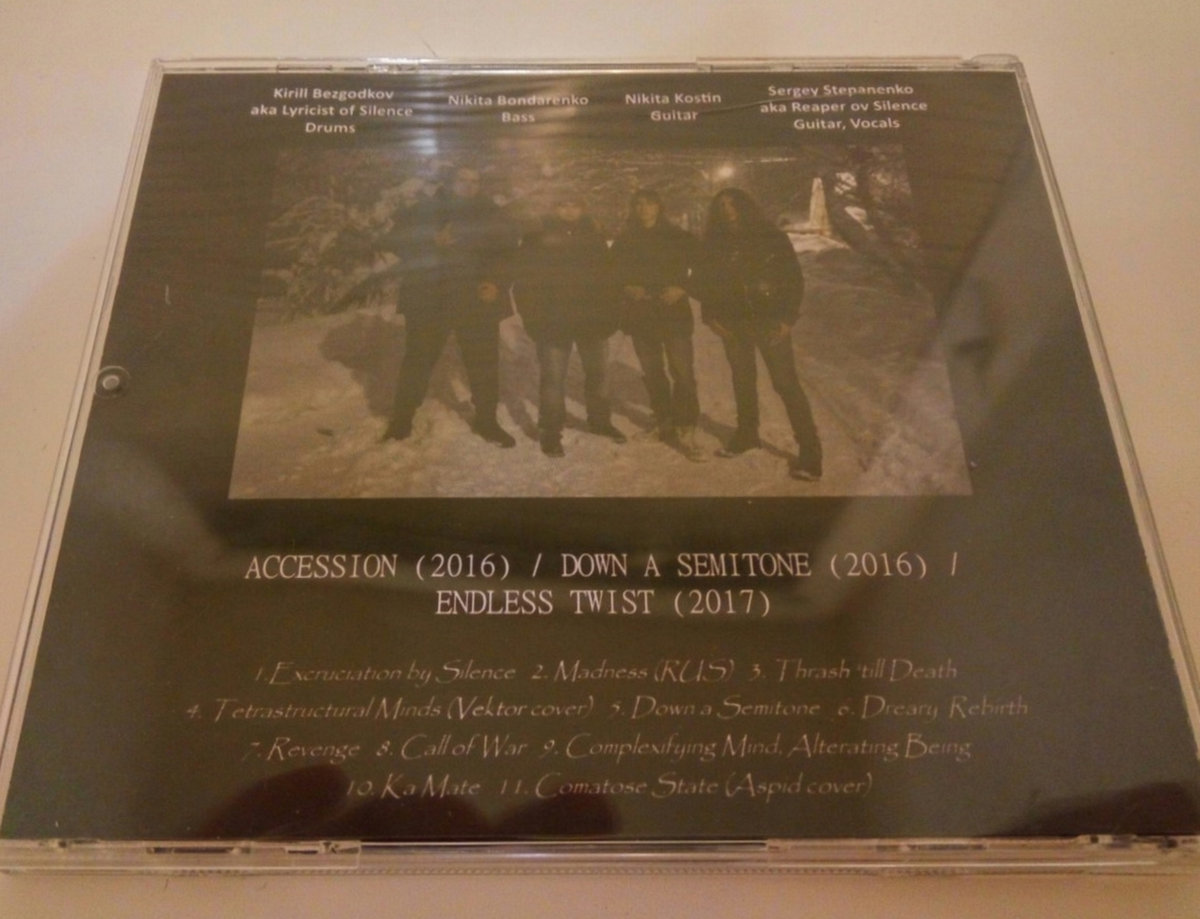 Kirill Bezgodkov
aka Lyricist of Silence
Drums
Nikita Bondarenko
Bass
Nikita Kostin
Guitar
Sergey Stepanenko
aka Reaper ov Silence
Guitar, Vocals
ACCESSION (2016) / DOWN A SEMITONE (2016) /
ENDLESS TWIST (2017)
1. Excruciation by Silence 2. Madness (RUS) 3. Thrash 'till Death
4. Tetrastructural Minds (Vektor cover) 5. Down a Semitone 6. Dreary Rebirth
7. Revenge 8. Call of War 9. Complexifying Mind, Alterating Being
10. Ka Mate 11. Comatose State (Aspid cover)